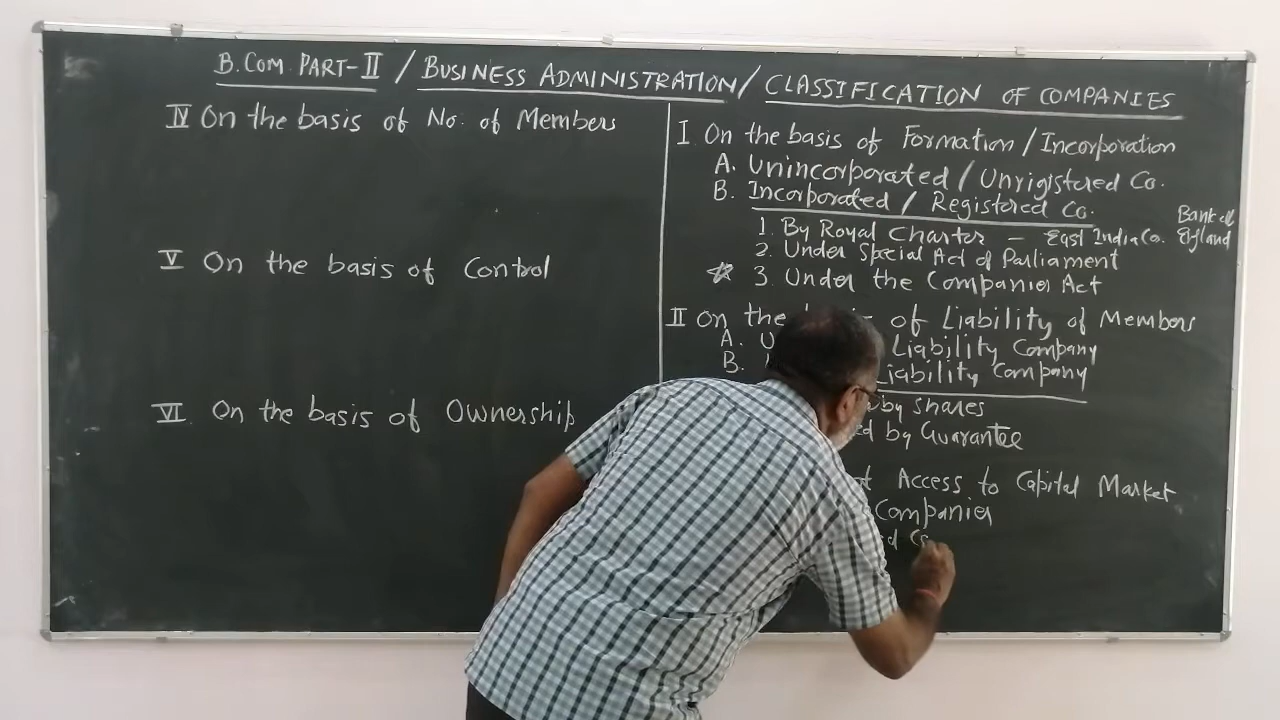 B. COM. PART-II / BUSINESS ADMINISTRATION / CLASSIFICATION OF COMPANIES
I On the basis of Formation / Incorporation
A. Unincorporated / Unrigistered Co.
B. Incorporated / Registered Co.
1. By Royal Charter – East India Co. Bank of England
2. Under Special Act of Parliament
3. Under the Companies Act
II On the of Liability of Members
A. Liability Company
B. Liability Company
by Shares
by Guarantee
Access to Capital Market
Companies
IV On the basis of No. of Members
V On the basis of Control
VI. On the basis of Ownership